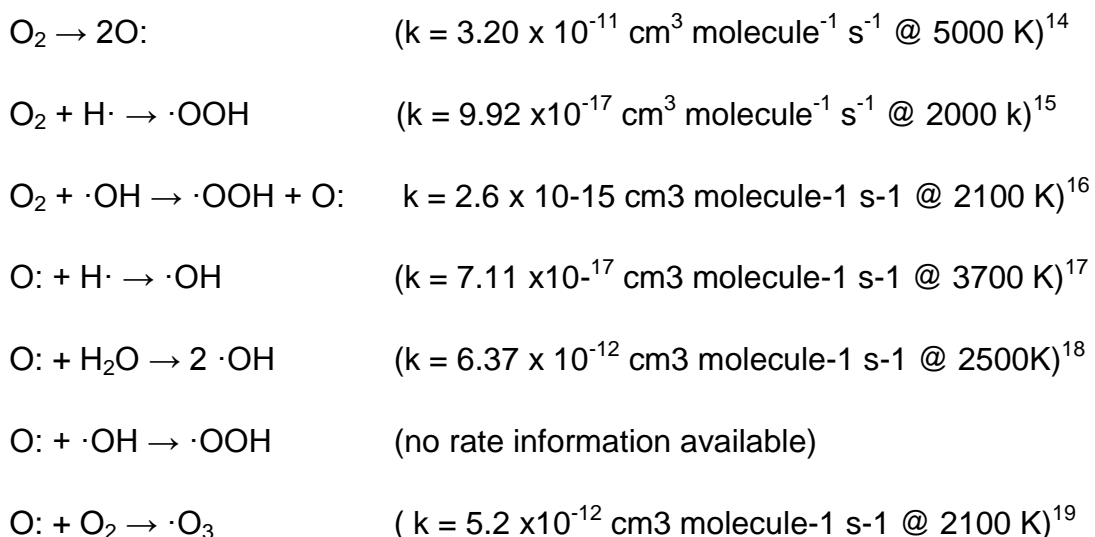 O₂ → 2O: (k = 3.20 x 10⁻¹¹ cm³ molecule⁻¹ s⁻¹ @ 5000 K)¹⁴
O₂ + H· → ·OOH (k = 9.92 x10⁻¹⁷ cm³ molecule⁻¹ s⁻¹ @ 2000 k)¹⁵
O₂ + ·OH → ·OOH + O: k = 2.6 x 10-15 cm3 molecule-1 s-1 @ 2100 K)¹⁶
O: + H· → ·OH (k = 7.11 x10-¹⁷ cm3 molecule-1 s-1 @ 3700 K)¹⁷
O: + H₂O → 2 ·OH (k = 6.37 x 10⁻¹² cm3 molecule-1 s-1 @ 2500K)¹⁸
O: + ·OH → ·OOH (no rate information available)
O: + O₂ → ·O₃ ( k = 5.2 x10⁻¹² cm3 molecule-1 s-1 @ 2100 K)¹⁹